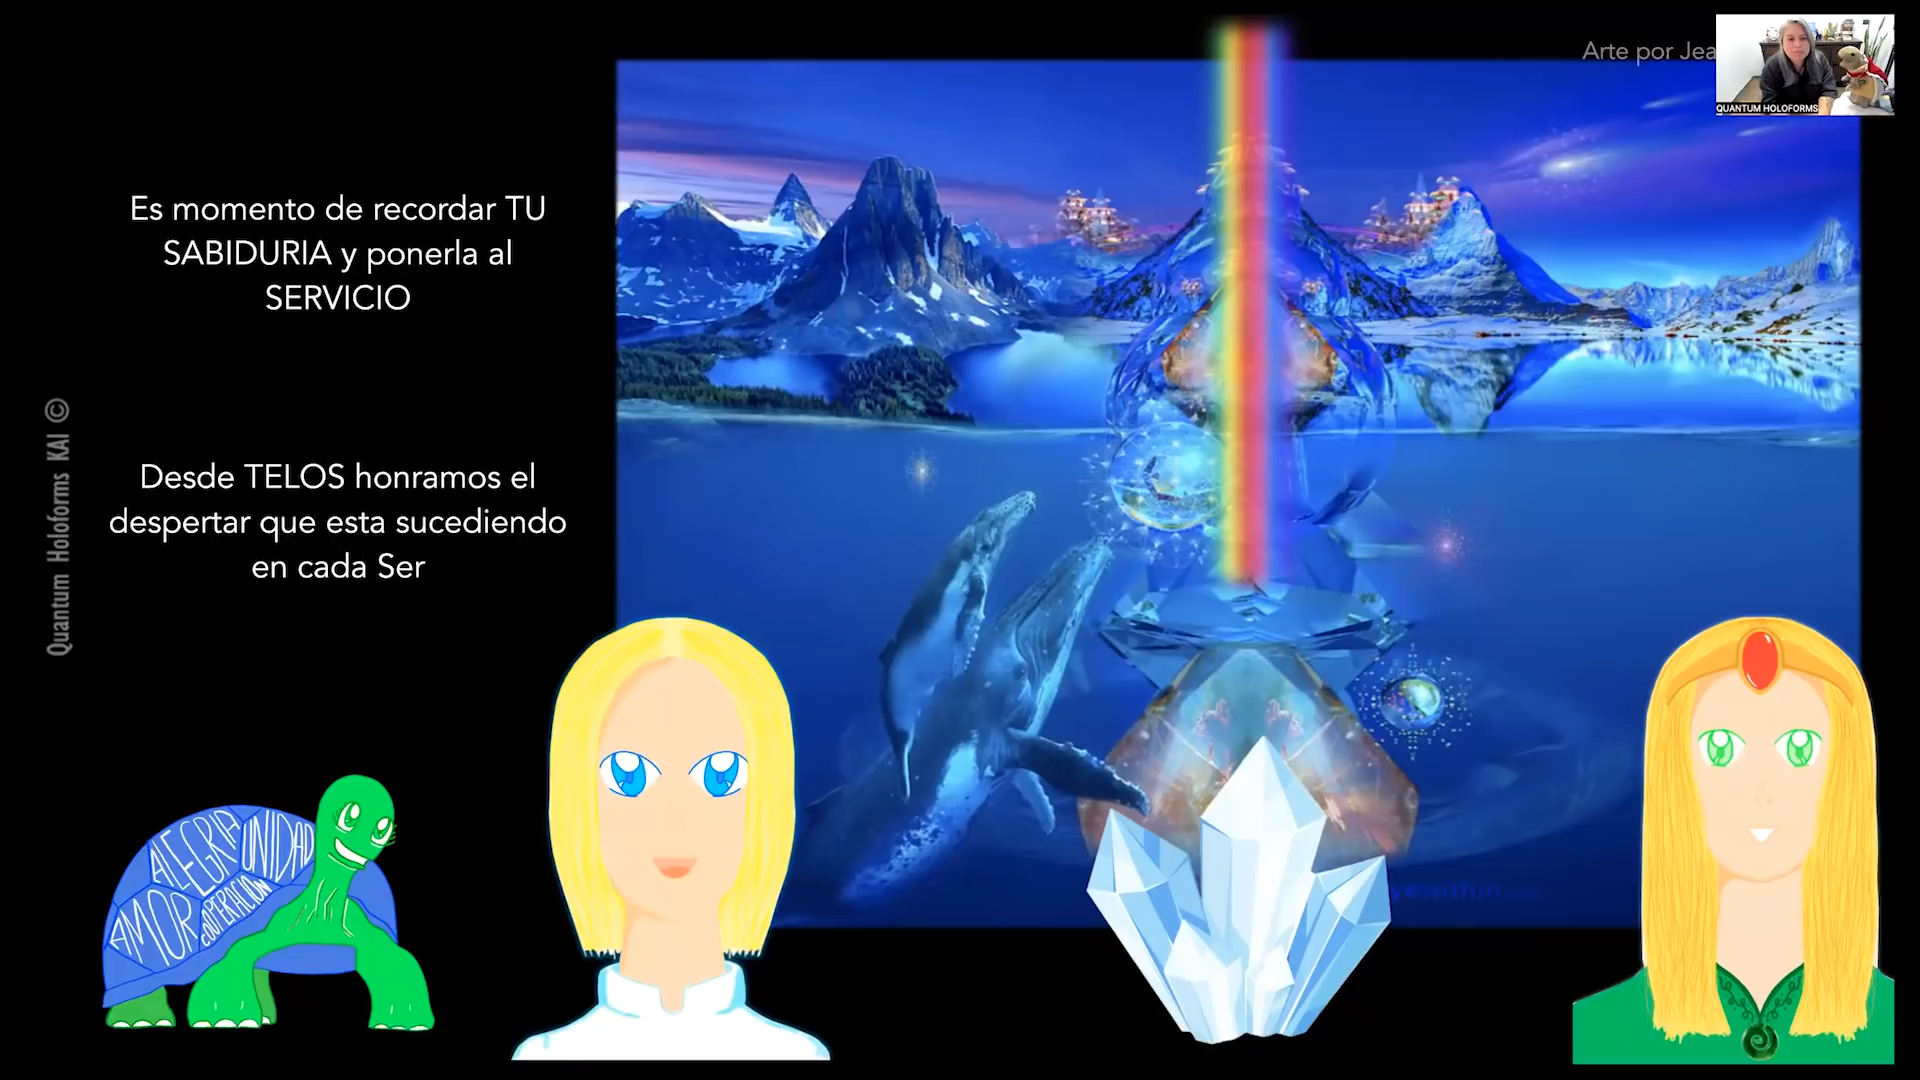 Arte por Jea
QUANTUM HOLOFORMS
Es momento de recordar TU
SABIDURIA y ponerla al
SERVICIO
Desde TELOS honramos el
despertar que esta sucediendo
en cada Ser
Quantum Holoforms KAI ©
ALEGRIA
UNIDAD
AMOR
COOPERACION